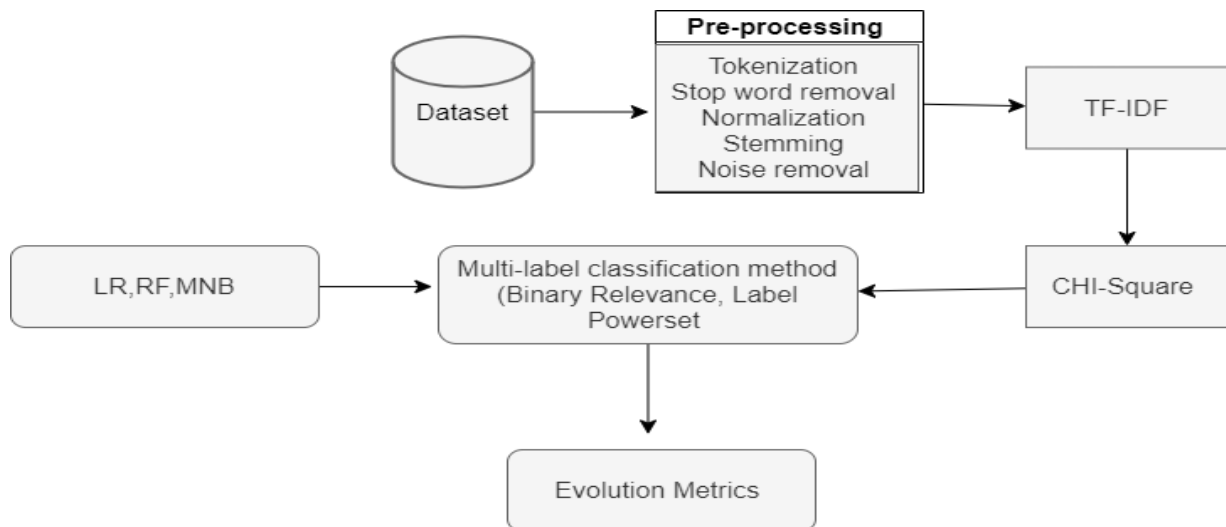 Pre-processing
Dataset
Tokenization
Stop word removal
Normalization
Stemming
Noise removal
TF-IDF
LR,RF,MNB
Multi-label classification method
(Binary Relevance, Label
Powerset
CHI-Square
Evolution Metrics